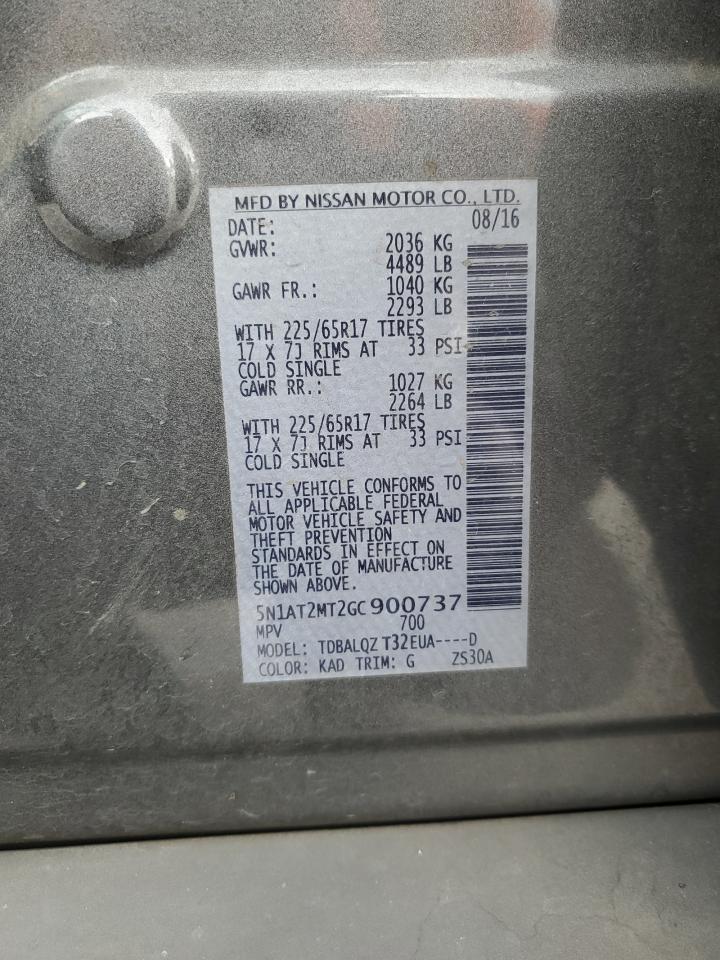 MFD BY NISSAN MOTOR CO., LTD.
DATE: 08/16
GVWR: 2036 KG
4489 LB
GAWR FR.: 1040 KG
2293 LB
WITH 225/65R17 TIRES
17 X 7J RIMS AT 33 PSI
COLD SINGLE
GAWR RR.: 1027 KG
2264 LB
WITH 225/65R17 TIRES
17 X 7J RIMS AT 33 PSI
COLD SINGLE
THIS VEHICLE CONFORMS TO
ALL APPLICABLE FEDERAL
MOTOR VEHICLE SAFETY AND
THEFT PREVENTION
STANDARDS IN EFFECT ON
THE DATE OF MANUFACTURE
SHOWN ABOVE.
5N1AT2MT2GC900737
MPV 700
MODEL: TDBALQZ T32EUA----D
COLOR: KAD TRIM: G ZS30A